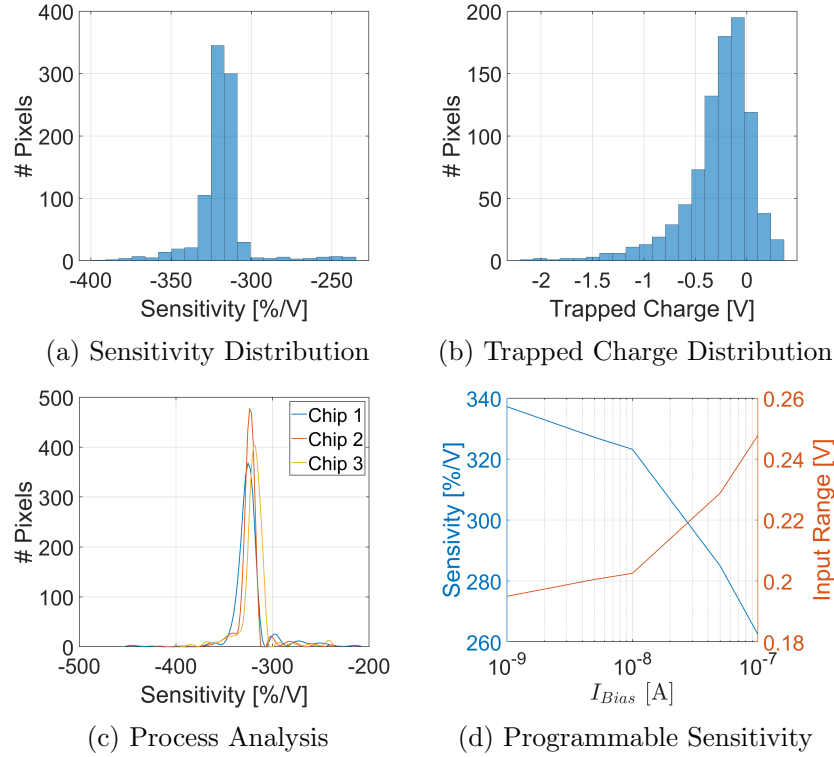 400
300
200
100
0
# Pixels
-400
-350
-300
-250
Sensitivity [%/V]
(a) Sensitivity Distribution
200
150
100
50
0
# Pixels
-2
-1.5
-1
-0.5
0
Trapped Charge [V]
(b) Trapped Charge Distribution
500
400
300
200
100
0
# Pixels
Chip 1
Chip 2
Chip 3
-500
-400
-300
-200
Sensitivity [%/V]
(c) Process Analysis
340
320
300
280
260
Sensivity [%/V]
0.26
0.24
0.22
0.2
0.18
Input Range [V]
10-9
10-8
10-7
IBias [A]
(d) Programmable Sensitivity